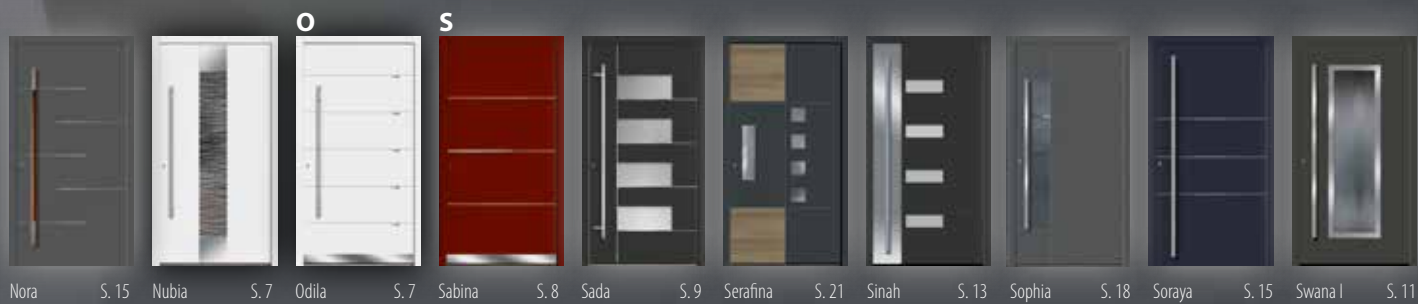 O S
Nora S. 15 Nubia S. 7 Odila S. 7 Sabina S. 8 Sada S. 9 Serafina S. 21 Sinah S. 13 Sophia S. 18 Soraya S. 15 Swana I S. 11